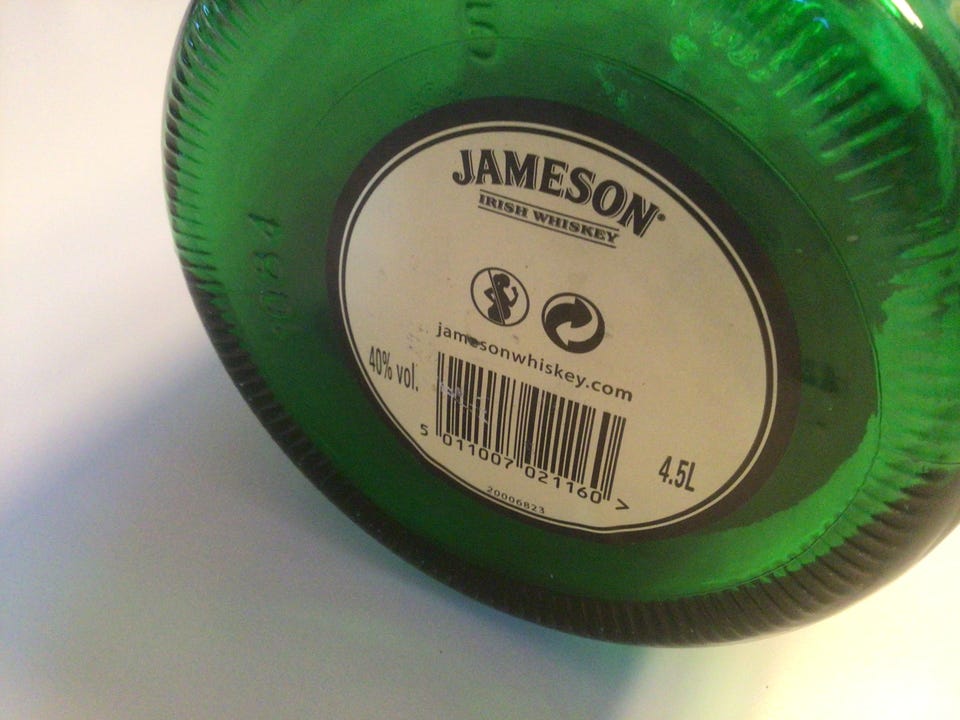 JAMESON®
IRISH WHISKEY
jamesonwhiskey.com
40% vol.
5 011007 021160 >
4.5L
20006823